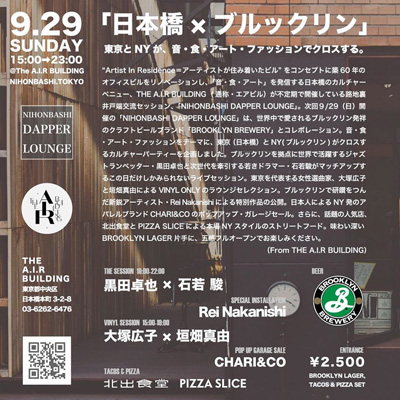 9.29
SUNDAY
15:00→23:00
@The A.I.R BUILDING
NIHONBASHI.TOKYO
NIHONBASHI
DAPPER
LOUNGE
A
I
R
THE
A.I.R
BUILDING
東京都中央区
日本橋本町 3-2-8
03-6262-6476
「日本橋 × ブルックリン」
東京とNYが、音・食・アート・ファッションでクロスする。
"Artist In Residence=アーティストが住み着いたビル" をコンセプトに築 60 年の
オフィスビルをリノベーションし、「食・音・アート」を発信する日本橋のカルチャー
ベニュー、THE AIR BUILDING (通称・エアビル) が不定期で開催している路地裏
井戸端交流セッション、「NIHONBASHI DAPPER LOUNGE」。次回 9/29（日）開
催の「NIHONBASHI DAPPER LOUNGE」は、世界中で愛されるブルックリン発祥
のクラフトビールブランド「BROOKLYN BREWERY」とコレボレーション。音・食・
アート・ファッションをテーマに、東京 (日本橋) と NY( ブルックリン) がクロスす
るカルチャーパーティーを企画しました。ブルックリンを拠点に世界で活躍するジャズ
トランペッター・黒田卓也と次世代を牽引する若きドラマー・石若駿がマッチアップす
るこの日だけしかみられないライブセッション。東京を代表する女性選曲家、大塚広子
と垣畑真由による VINYL ONLY のラウンジセレクション。ブルックリンで研鑽をつん
だ新鋭アーティスト・Rei Nakanishi による特別作品の公開。日本人による NY 発のア
パレルブランド CHARI&CO のポップアップ・ガレージセール。さらに、話題の人気店、
北出食堂と PIZZA SLICE による本場 NY スタイルのストリートフード。味わい深い
BROOKLYN LAGER 片手に、五感フルオープンでお楽しみください。
(From THE A.I.R BUILDING)
THE SESSION 19:00-22:00
黒田卓也 × 石若 駿
SPECIAL INSTALLATION
Rei Nakanishi
VINYL SESSION 15:00-19:00
大塚広子 × 垣畑真由
POP UP GARAGE SALE
CHARI&CO
TACOS & PIZZA
北出食堂 PIZZA SLICE
BEER
BROOKLYN
B
BREWERY
ENTRANCE
¥2.500
BROOKLYN LAGER,
TACOS & PIZZA SET